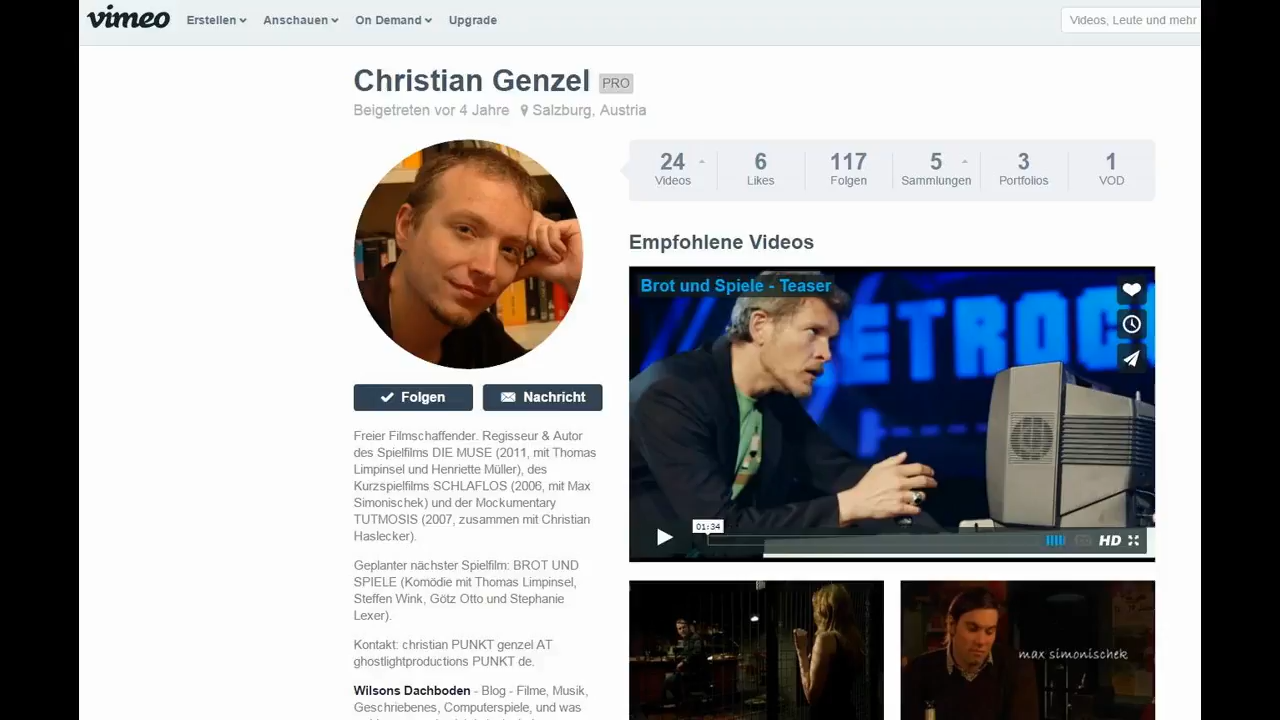 vimeo Erstellen Anschauen On Demand Upgrade Videos, Leute und mehr
Christian Genzel PRO
Beigetreten vor 4 Jahre Salzburg, Austria
24 6 117 5 3 1
Videos Likes Folgen Sammlungen Portfolios VOD
Empfohlene Videos
Brot und Spiele - Teaser
ETROC
01:34
HD
Folgen Nachricht
Freier Filmschaffender. Regisseur & Autor
des Spielfilms DIE MUSE (2011, mit Thomas
Limpinsel und Henriette Müller), des
Kurzspielfilms SCHLAFLOS (2006, mit Max
Simonischek) und der Mockumentary
TUTMOSIS (2007, zusammen mit Christian
Haslecker).
Geplanter nächster Spielfilm: BROT UND
SPIELE (Komödie mit Thomas Limpinsel,
Steffen Wink, Götz Otto und Stephanie
Lexer).
Kontakt: christian PUNKT genzel AT
ghostlightproductions PUNKT de.
Wilsons Dachboden - Blog - Filme, Musik,
Geschriebenes, Computerspiele, und was
max simonischek